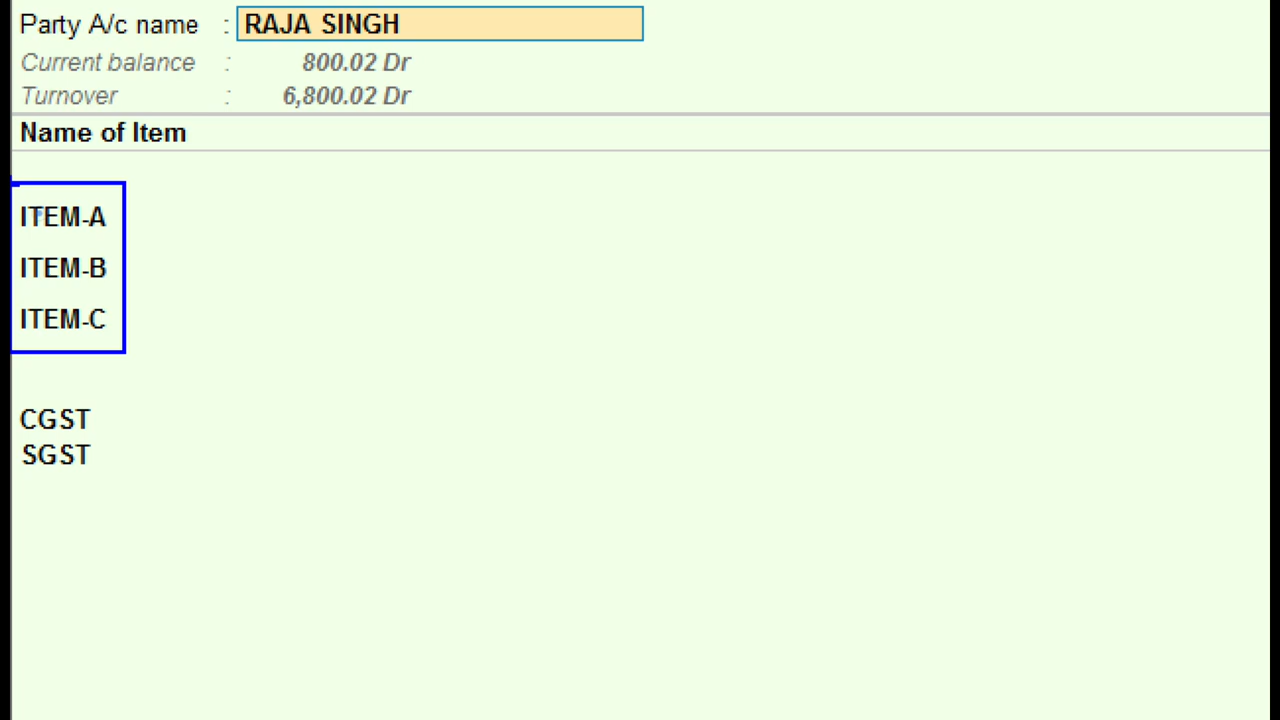 Party A/c name : RAJA SINGH
Current balance : 800.02 Dr
Turnover : 6,800.02 Dr
Name of Item
ITEM-A
ITEM-B
ITEM-C
CGST
SGST